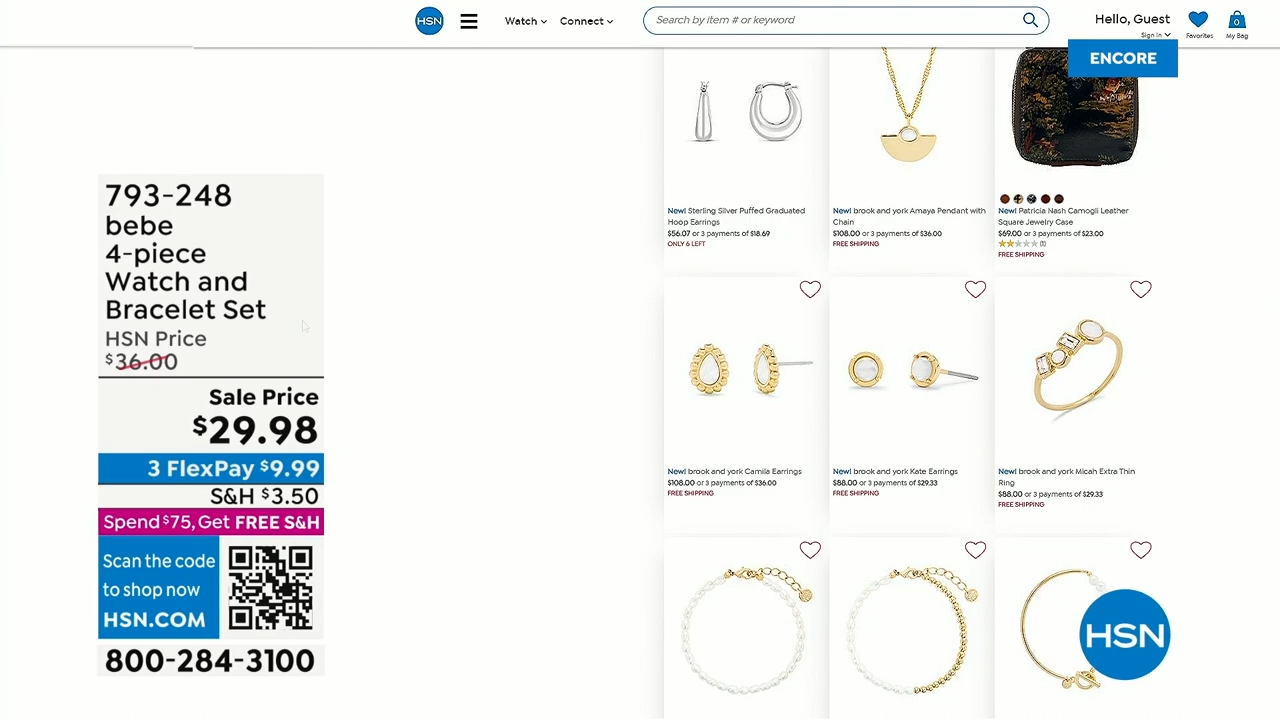 HSN
Watch
Connect
Search by item # or keyword
Hello, Guest
Sign In
Favorites
0
My Bag
ENCORE
793-248
bebe
4-piece
Watch and
Bracelet Set
HSN Price
$36.00
Sale Price
$29.98
3 FlexPay $9.99
S&H $3.50
Spend $75, Get FREE S&H
Scan the code
to shop now
HSN.COM
800-284-3100
New! Sterling Silver Puffed Graduated
Hoop Earrings
$56.07 or 3 payments of $18.69
ONLY 6 LEFT
New! brook and york Amaya Pendant with
Chain
$108.00 or 3 payments of $36.00
FREE SHIPPING
New! Patricia Nash Camogli Leather
Square Jewelry Case
$69.00 or 3 payments of $23.00
(1)
FREE SHIPPING
New! brook and york Camila Earrings
$108.00 or 3 payments of $36.00
FREE SHIPPING
New! brook and york Kate Earrings
$88.00 or 3 payments of $29.33
FREE SHIPPING
New! brook and york Micah Extra Thin
Ring
$88.00 or 3 payments of $29.33
FREE SHIPPING
HSN